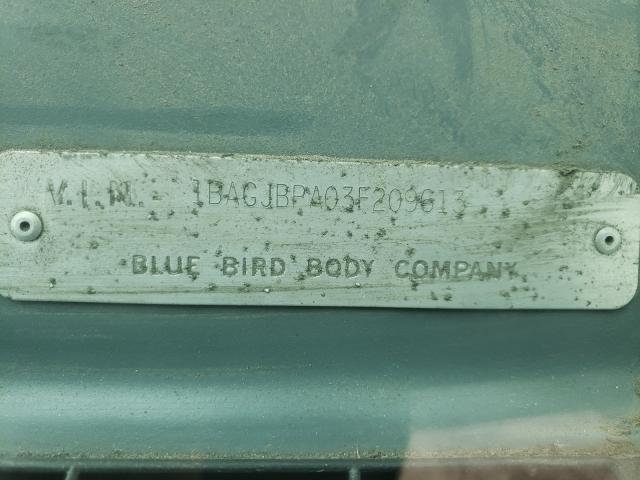 V.I.N.- 1BAGJBPA03F209613
BLUE BIRD BODY COMPANY